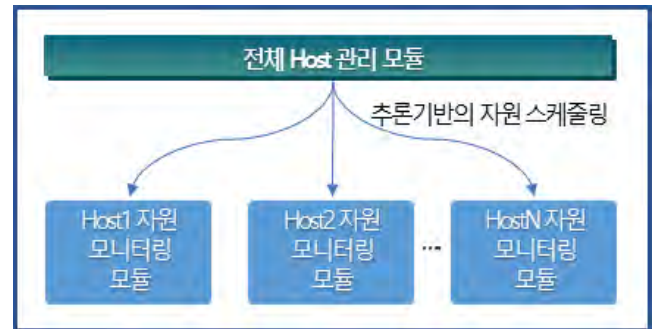 전체 Host 관리 모듈
추론기반의 자원 스케줄링
Host1 자원
모니터링
모듈
Host2 자원
모니터링
모듈
...
HostN 자원
모니터링
모듈